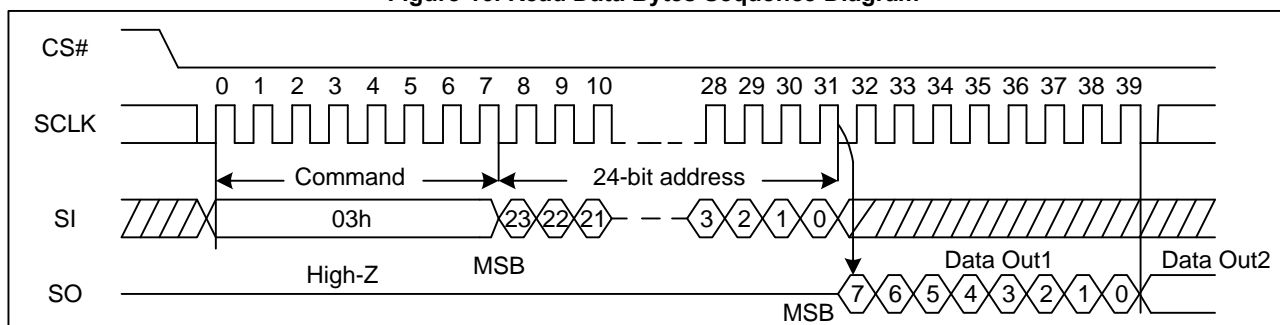 Figure 10. Read Data Bytes Sequence Diagram
CS#
0 1 2 3 4 5 6 7 8 9 10 28 29 30 31 32 33 34 35 36 37 38 39
SCLK
Command 24-bit address
SI 03h 23 22 21 3 2 1 0
High-Z MSB Data Out1 Data Out2
SO 7 6 5 4 3 2 1 0
MSB